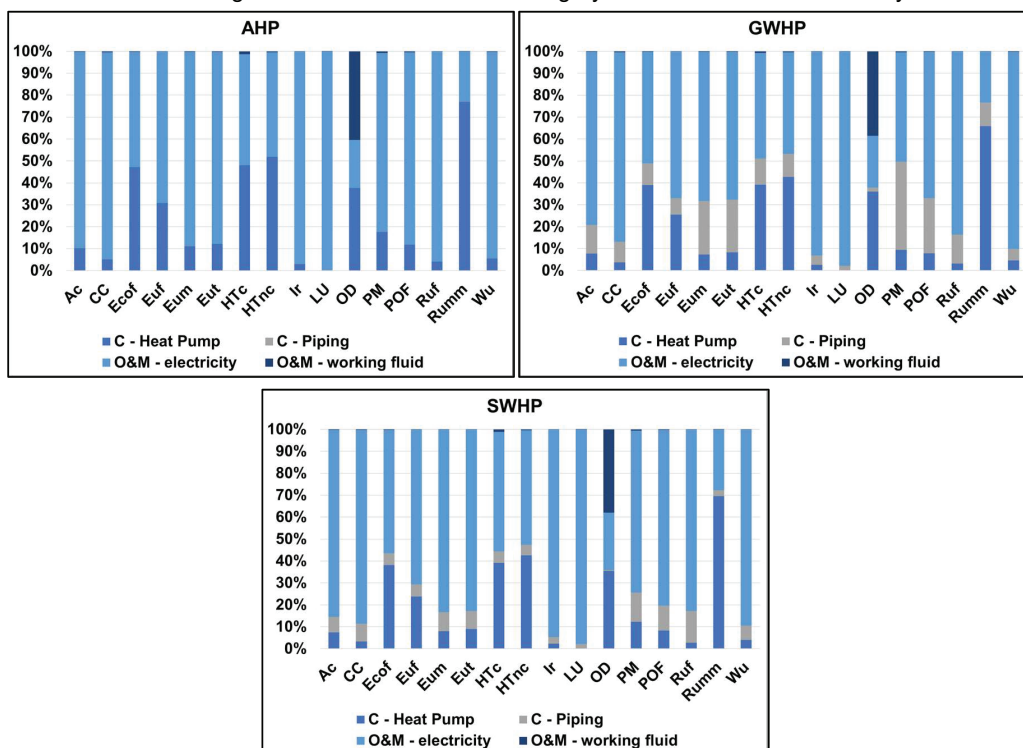 AHP
100%
90%
80%
70%
60%
50%
40%
30%
20%
10%
0%
Ac CC Ecof Euf Eum Eut HTc HTnc Ir LU OD PM POF Ruf Rumm Wu
C - Heat Pump C - Piping
O&M - electricity O&M - working fluid
GWHP
100%
90%
80%
70%
60%
50%
40%
30%
20%
10%
0%
Ac CC Ecof Euf Eum Eut HTc HTnc Ir LU OD PM POF Ruf Rumm Wu
C - Heat Pump C - Piping
O&M - electricity O&M - working fluid
SWHP
100%
90%
80%
70%
60%
50%
40%
30%
20%
10%
0%
Ac CC Ecof Euf Eum Eut HTc HTnc Ir LU OD PM POF Ruf Rumm Wu
C - Heat Pump C - Piping
O&M - electricity O&M - working fluid